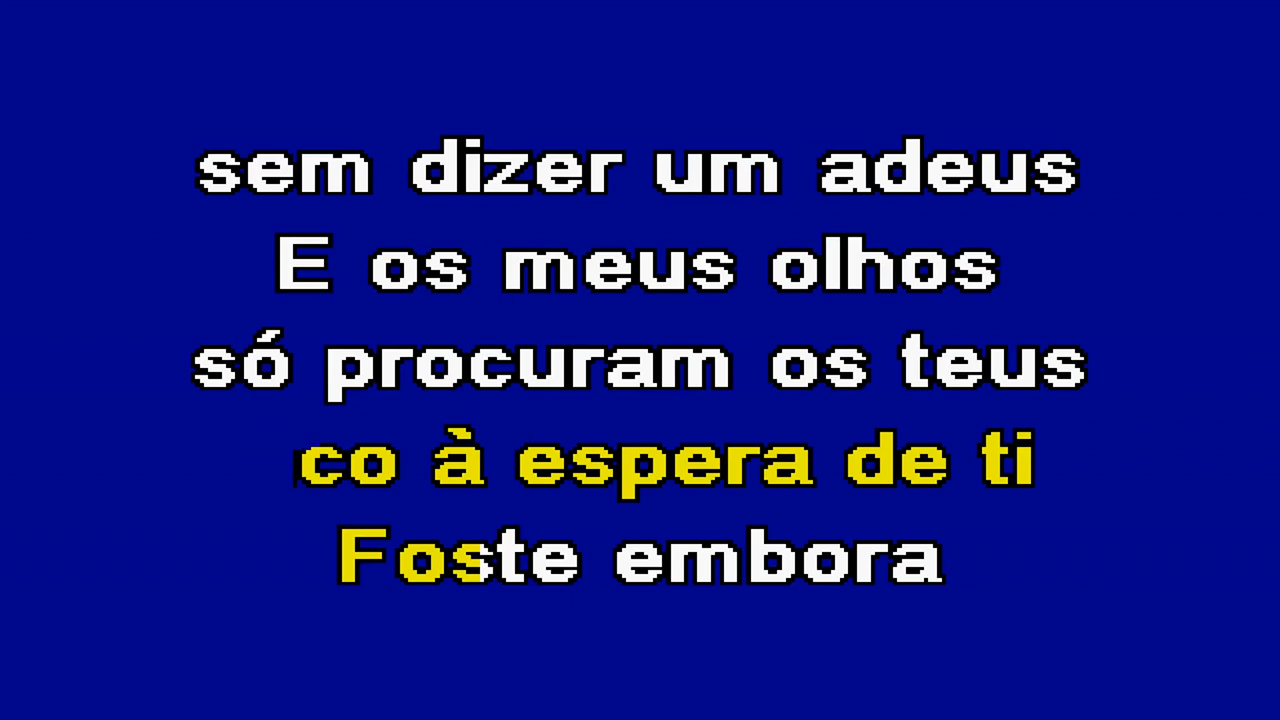 sem dizer um adeus
E os meus olhos
só procuram os teus
co à espera de ti
Foste embora